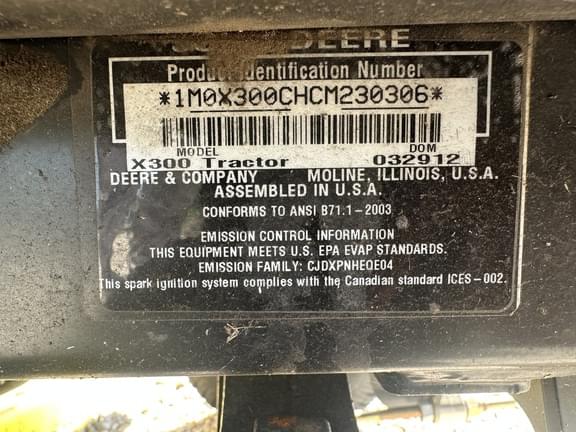 DEERE
Product Identification Number
*1M0X300CHCM230306*
MODEL DOM
X300 Tractor 032912
DEERE & COMPANY MOLINE, ILLINOIS, U.S.A.
ASSEMBLED IN U.S.A.
CONFORMS TO ANSI B71.1-2003
EMISSION CONTROL INFORMATION
THIS EQUIPMENT MEETS U.S. EPA EVAP STANDARDS.
EMISSION FAMILY: CJDXPNHEQE04
This spark ignition system complies with the Canadian standard ICES-002.